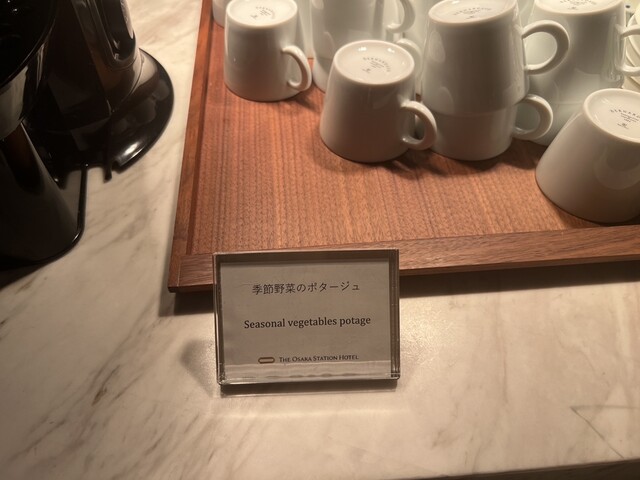 季節野菜のポタージュ
Seasonal vegetables potage
THE OSAKA STATION HOTEL